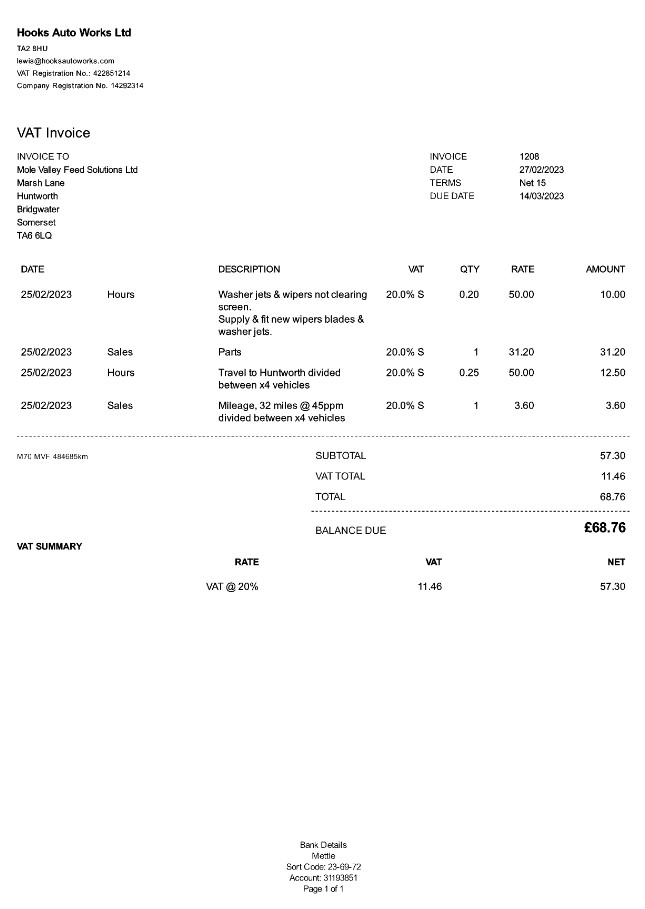 Hooks Auto Works Ltd
TA2 8HU
lewis@hooksautoworks.com
VAT Registration No.: 422851214
Company Registration No. 14292314
VAT Invoice
INVOICE TO
Mole Valley Feed Solutions Ltd
Marsh Lane
Huntworth
Bridgwater
Somerset
TA6 6LQ
INVOICE 1208
DATE 27/02/2023
TERMS Net 15
DUE DATE 14/03/2023
DATE DESCRIPTION VAT QTY RATE AMOUNT
25/02/2023 Hours Washer jets & wipers not clearing 20.0% S 0.20 50.00 10.00
screen.
Supply & fit new wipers blades &
washer jets.
25/02/2023 Sales Parts 20.0% S 1 31.20 31.20
25/02/2023 Hours Travel to Huntworth divided 20.0% S 0.25 50.00 12.50
between x4 vehicles
25/02/2023 Sales Mileage, 32 miles @ 45ppm 20.0% S 1 3.60 3.60
divided between x4 vehicles
M70 MVF 484685km
SUBTOTAL 57.30
VAT TOTAL 11.46
TOTAL 68.76
BALANCE DUE £68.76
VAT SUMMARY
RATE VAT NET
VAT @ 20% 11.46 57.30
Bank Details
Mettle
Sort Code: 23-69-72
Account: 31193851
Page 1 of 1